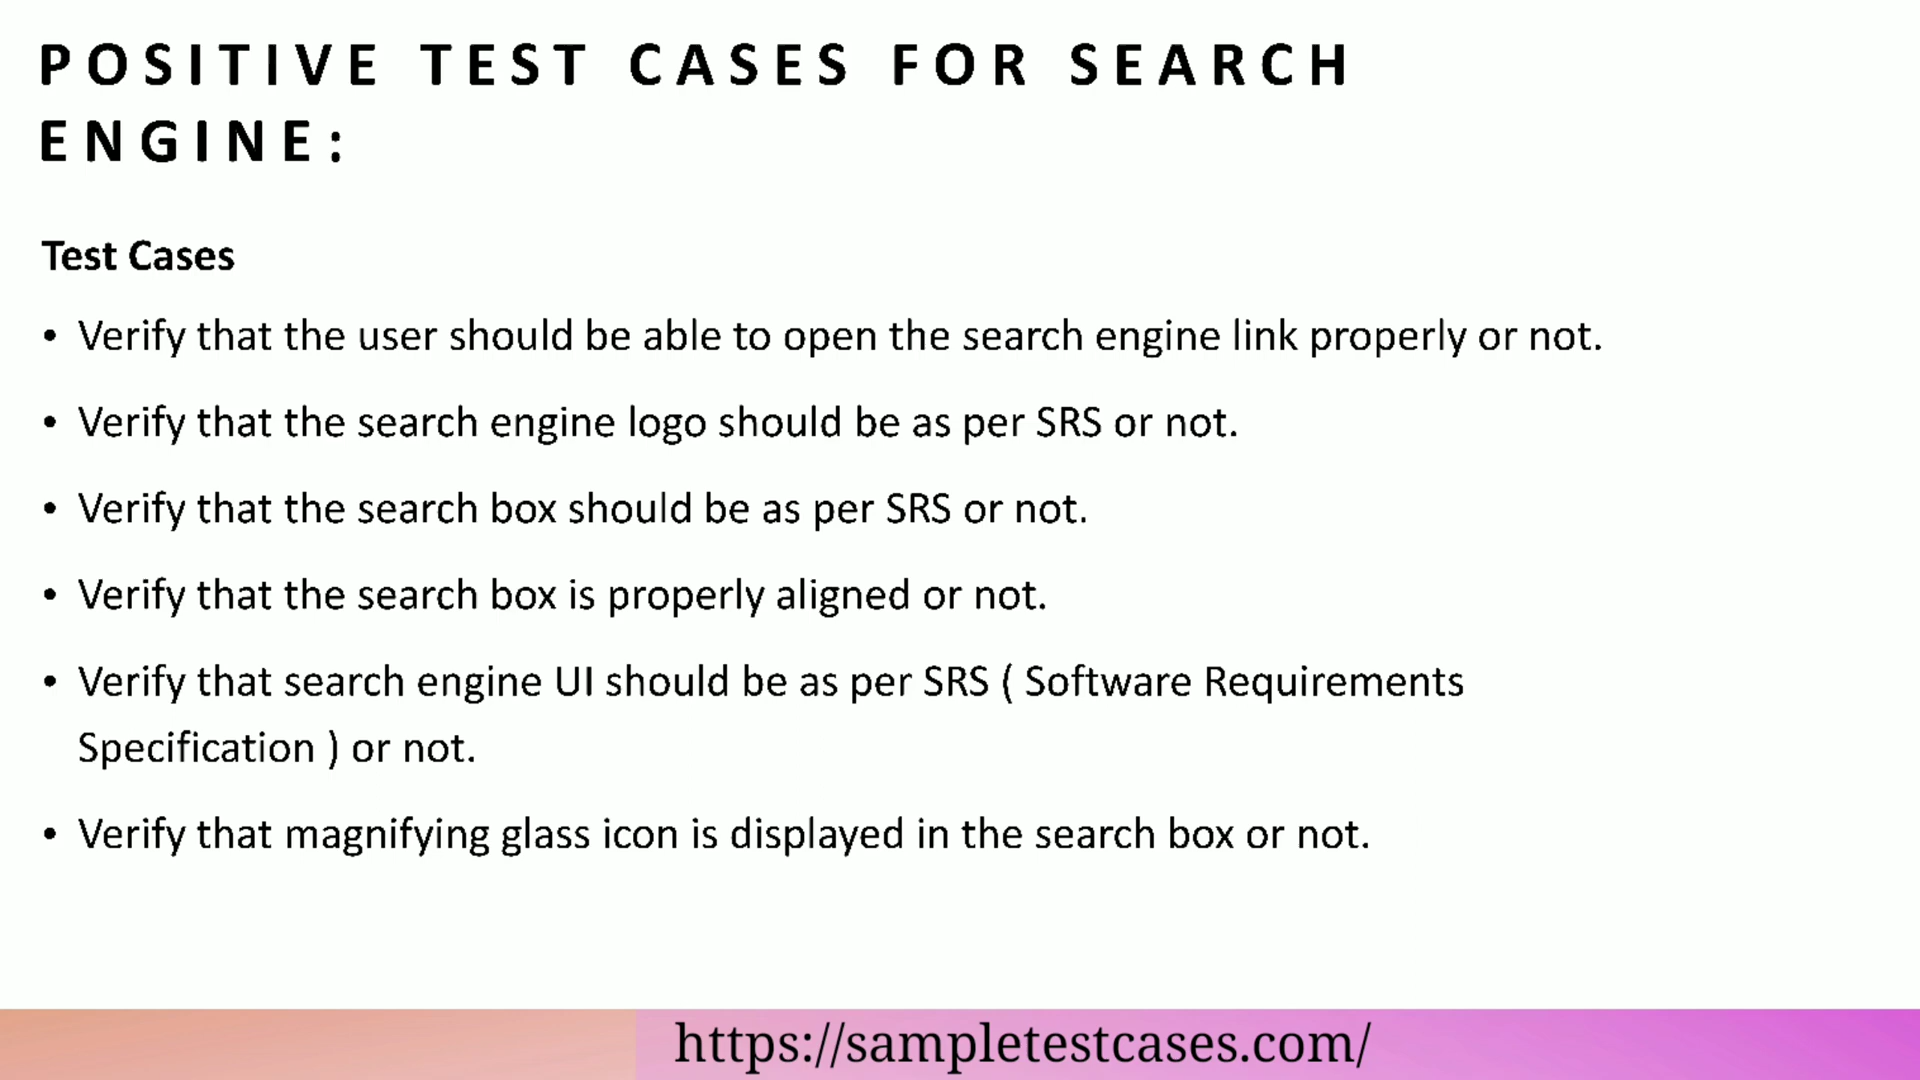 POSITIVE TEST CASES FOR SEARCH
ENGINE:
Test Cases
• Verify that the user should be able to open the search engine link properly or not.
• Verify that the search engine logo should be as per SRS or not.
• Verify that the search box should be as per SRS or not.
• Verify that the search box is properly aligned or not.
• Verify that search engine UI should be as per SRS ( Software Requirements
Specification ) or not.
• Verify that magnifying glass icon is displayed in the search box or not.
https://sampletestcases.com/